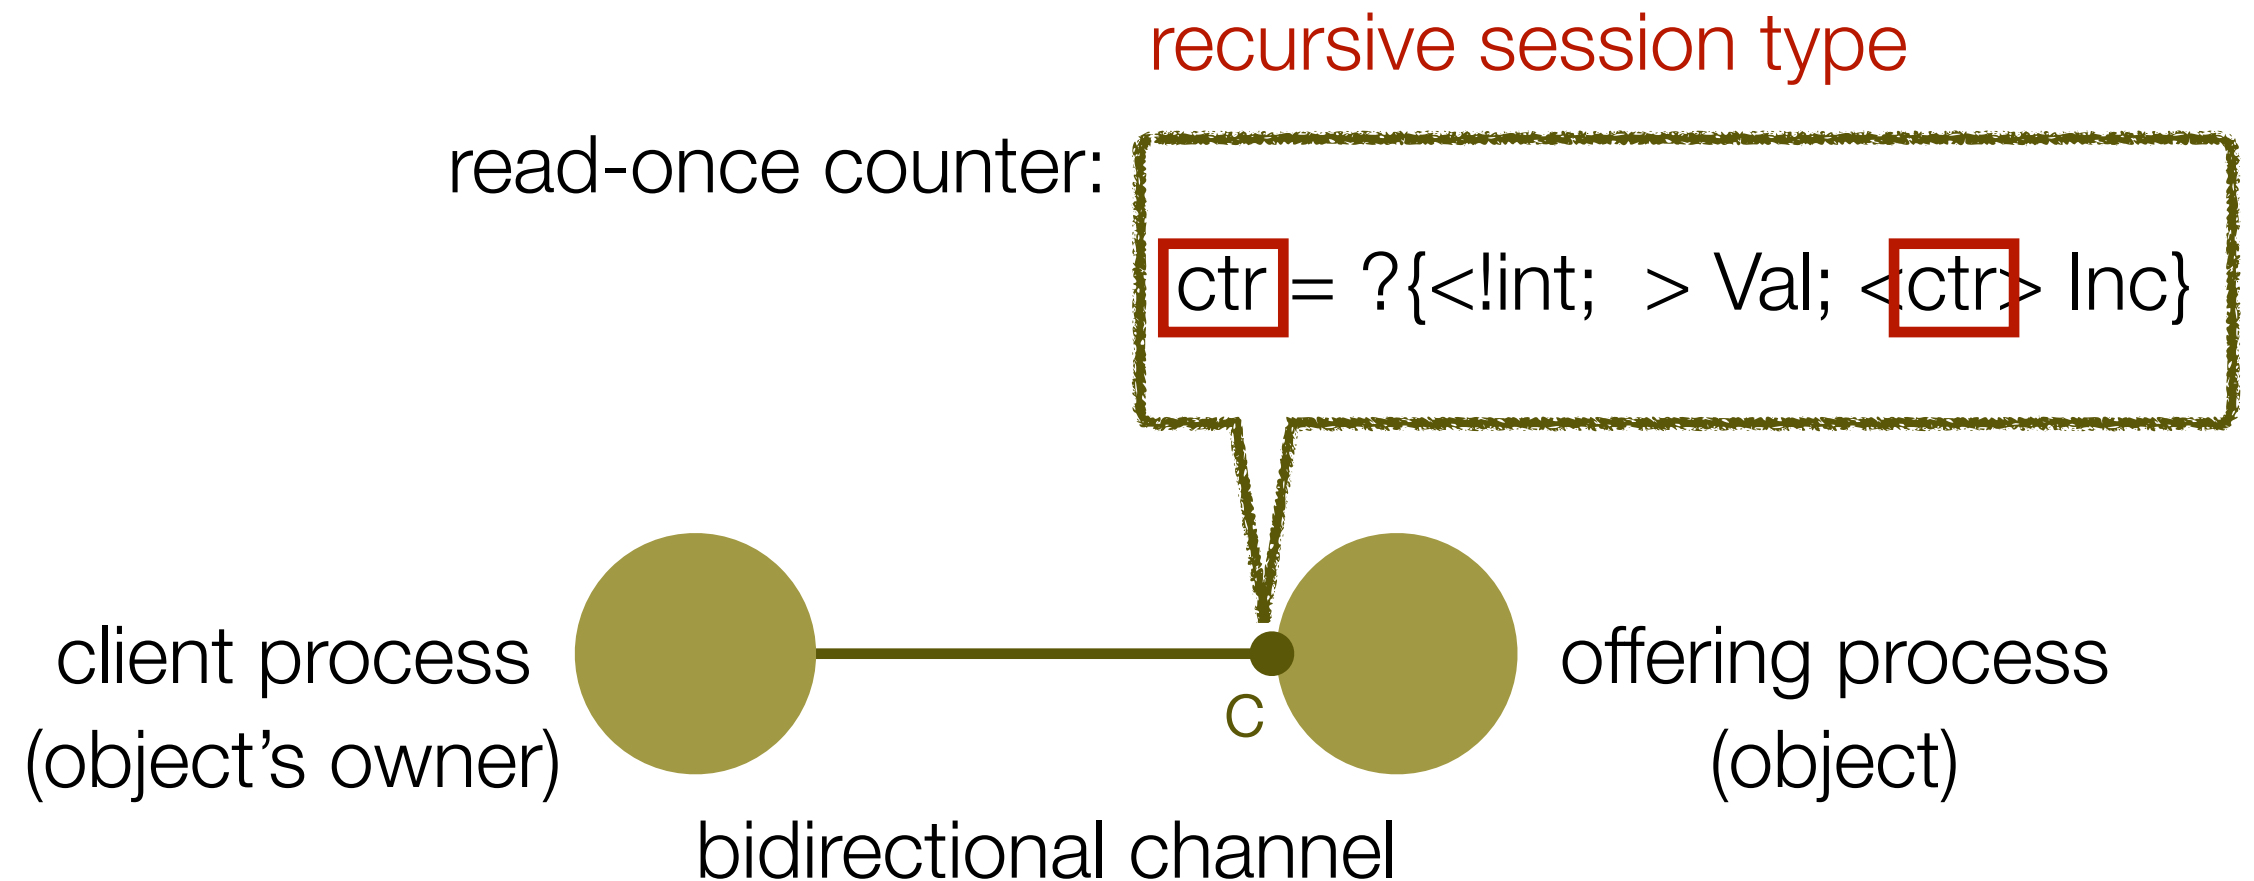 recursive session type
read-once counter:
ctr = ?{<!int;  > Val; <ctr> Inc}
client process
(object’s owner)
c
offering process
(object)
bidirectional channel